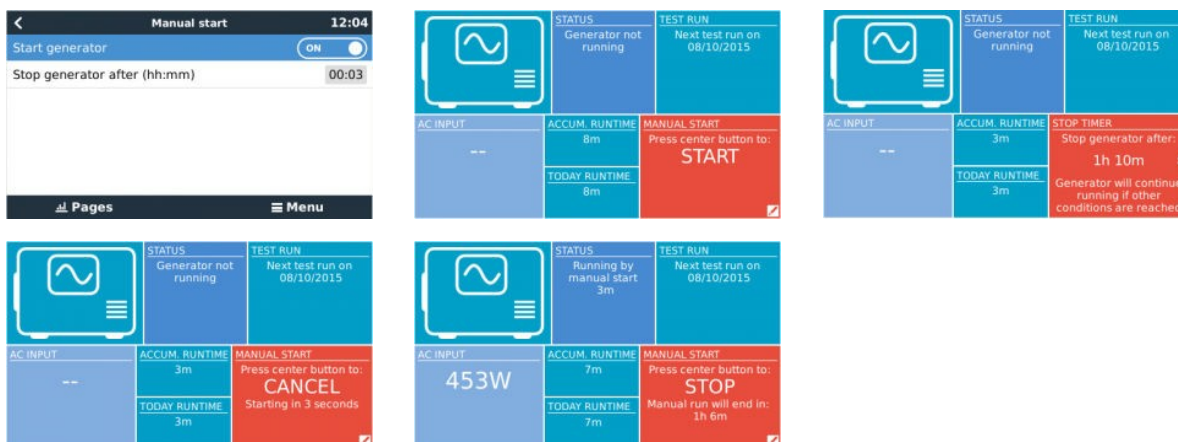 Manual start 12:04
Start generator ON
Stop generator after (hh:mm) 00:03
Pages Menu
STATUS
Generator not
running
TEST RUN
Next test run on
08/10/2015
AC INPUT
--
ACCUM. RUNTIME
8m
TODAY RUNTIME
8m
MANUAL START
Press center button to:
START
STATUS
Generator not
running
TEST RUN
Next test run on
08/10/2015
AC INPUT
--
ACCUM. RUNTIME
3m
TODAY RUNTIME
3m
STOP TIMER
Stop generator after:
1h 10m
Generator will continue
running if other
conditions are reached
STATUS
Generator not
running
TEST RUN
Next test run on
08/10/2015
AC INPUT
--
ACCUM. RUNTIME
3m
TODAY RUNTIME
3m
MANUAL START
Press center button to:
CANCEL
Starting in 3 seconds
STATUS
Running by
manual start
3m
TEST RUN
Next test run on
08/10/2015
AC INPUT
453W
ACCUM. RUNTIME
7m
TODAY RUNTIME
7m
MANUAL START
Press center button to:
STOP
Manual run will end in:
1h 6m